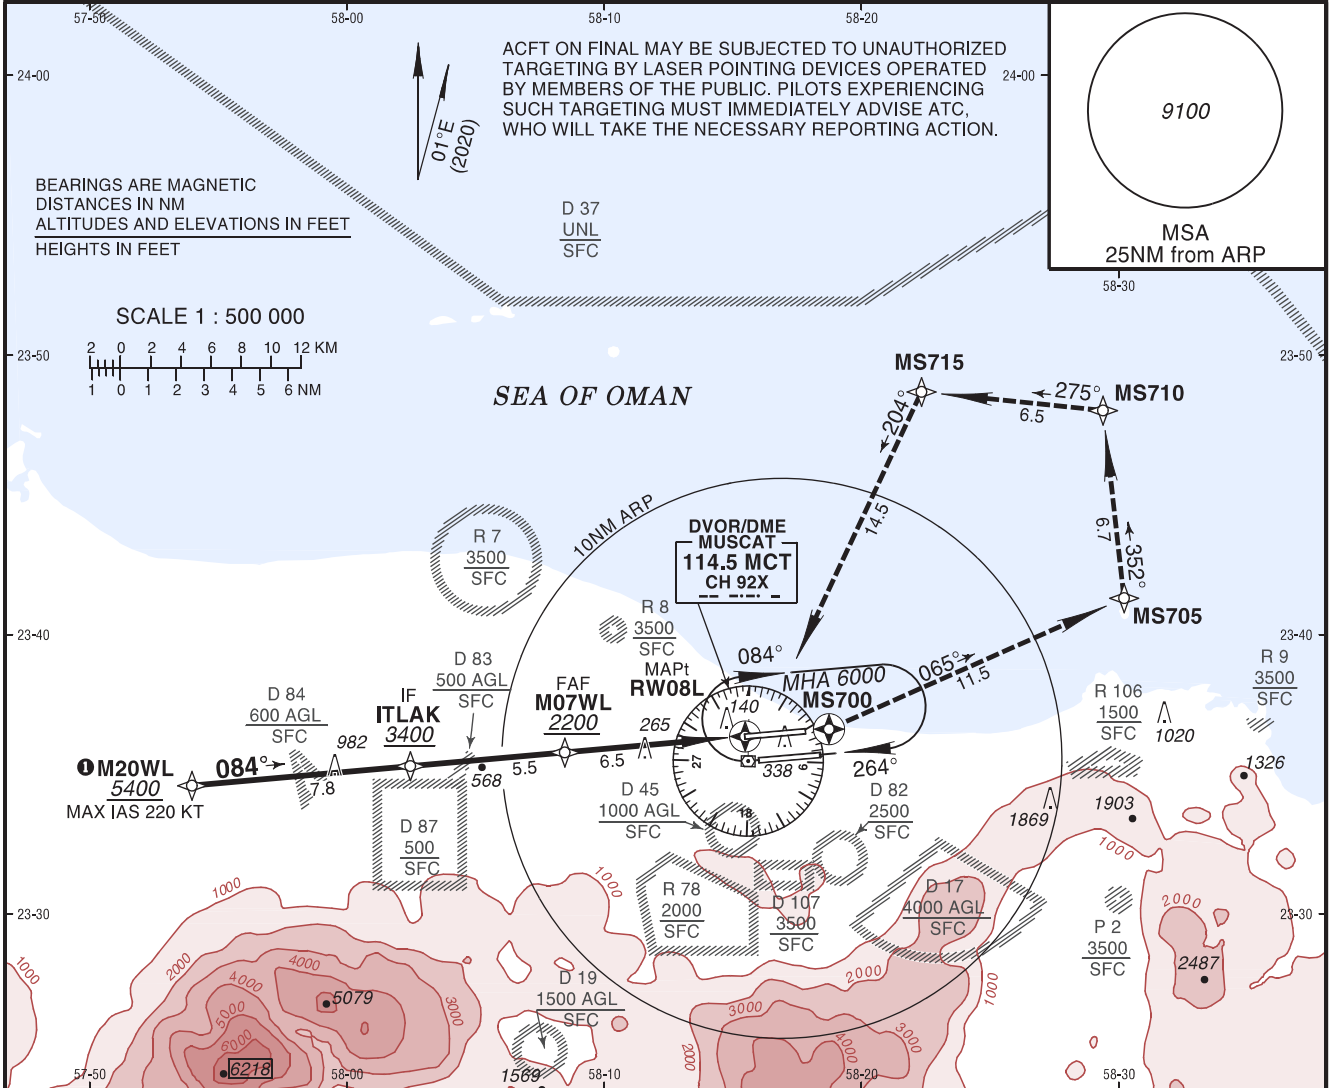 57-50
58-00
58-10
58-20
24-00
24-00
ACFT ON FINAL MAY BE SUBJECTED TO UNAUTHORIZED
TARGETING BY LASER POINTING DEVICES OPERATED
BY MEMBERS OF THE PUBLIC. PILOTS EXPERIENCING
SUCH TARGETING MUST IMMEDIATELY ADVISE ATC,
WHO WILL TAKE THE NECESSARY REPORTING ACTION.
9100
MSA
25NM from ARP
58-30
01°E
(2020)
BEARINGS ARE MAGNETIC
DISTANCES IN NM
ALTITUDES AND ELEVATIONS IN FEET
HEIGHTS IN FEET
D 37
UNL
SFC
SCALE 1 : 500 000
2 0 2 4 6 8 10 12 KM
1 0 1 2 3 4 5 6 NM
23-50
23-50
SEA OF OMAN
MS715
275°
6.5
MS710
204°
14.5
6.7
352°
MS705
10NM ARP
R 7
3500
SFC
DVOR/DME
MUSCAT
114.5 MCT
CH 92X
R 8
3500
SFC
23-40
23-40
084°
MHA 6000
065°
11.5
MS700
MAPt
RW08L
140
265
FAF
M07WL
2200
D 83
500 AGL
SFC
IF
ITLAK
3400
D 84
600 AGL
SFC
982
R 9
3500
SFC
R 106
1500
SFC
1020
1326
❶M20WL
5400
MAX IAS 220 KT
084°
7.8
568
5.5
6.5
27
338
9
18
264°
D 45
1000 AGL
SFC
D 82
2500
SFC
1869
1903
D 87
500
SFC
1000
1000
1000
R 78
2000
SFC
D 107
3500
SFC
D 17
4000 AGL
SFC
P 2
3500
SFC
2000
2487
23-30
23-30
1000
2000
4000
4000
5000
6000
5079
3000
6218
D 19
1500 AGL
SFC
1569
2000
3000
2000
3000
4000
1000
57-50
58-00
58-10
58-20
58-30